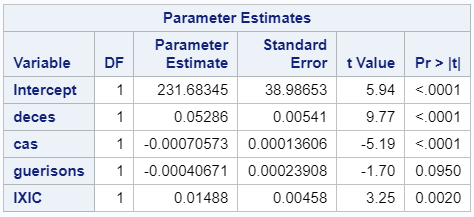 Parameter Estimates
Variable DF Parameter Estimate Standard Error t Value Pr > |t|
Intercept 1 231.68345 38.98653 5.94 <.0001
deces 1 0.05286 0.00541 9.77 <.0001
cas 1 -0.00070573 0.00013606 -5.19 <.0001
guerisons 1 -0.00040671 0.00023908 -1.70 0.0950
IXIC 1 0.01488 0.00458 3.25 0.0020